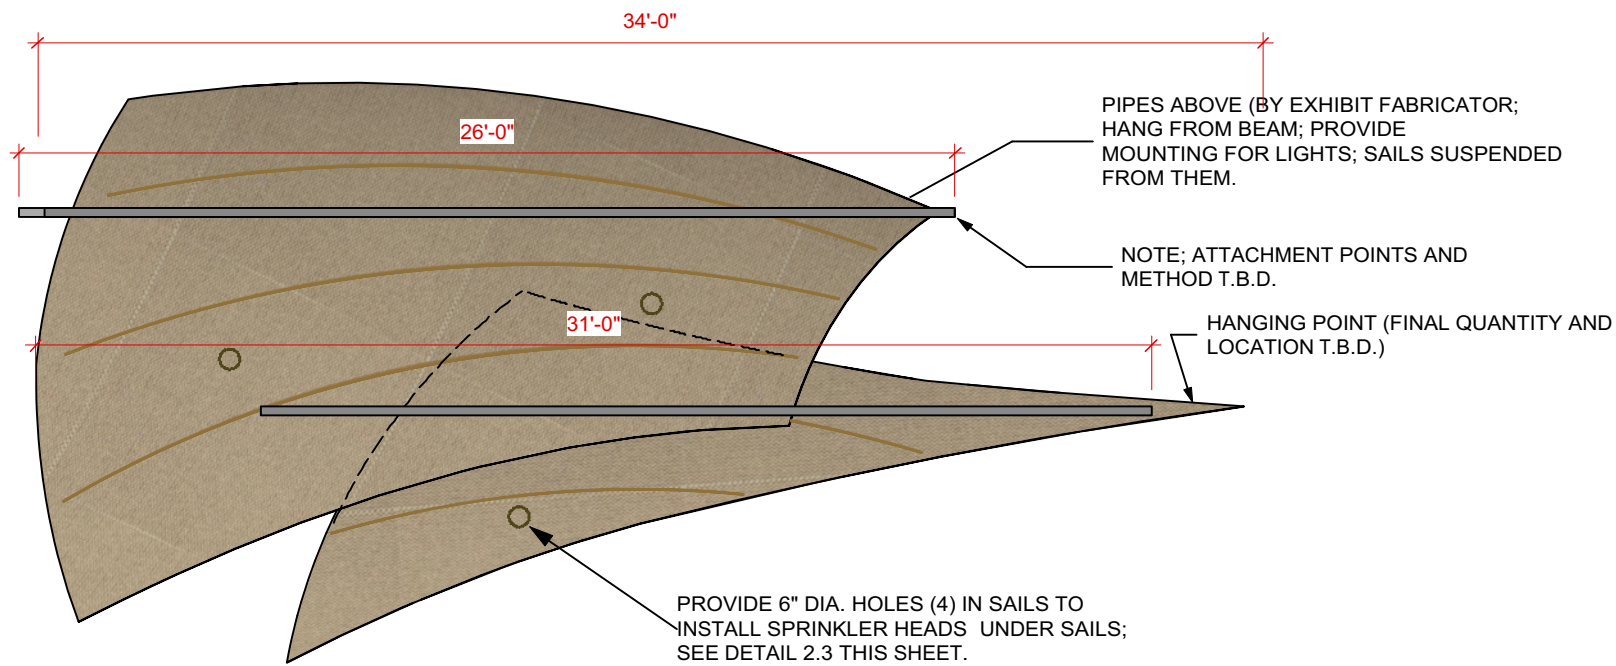 34'-0"
PIPES ABOVE (BY EXHIBIT FABRICATOR;
HANG FROM BEAM; PROVIDE
MOUNTING FOR LIGHTS; SAILS SUSPENDED
FROM THEM.
26'-0"
NOTE; ATTACHMENT POINTS AND
METHOD T.B.D.
31'-0"
HANGING POINT (FINAL QUANTITY AND
LOCATION T.B.D.)
PROVIDE 6" DIA. HOLES (4) IN SAILS TO
INSTALL SPRINKLER HEADS UNDER SAILS;
SEE DETAIL 2.3 THIS SHEET.